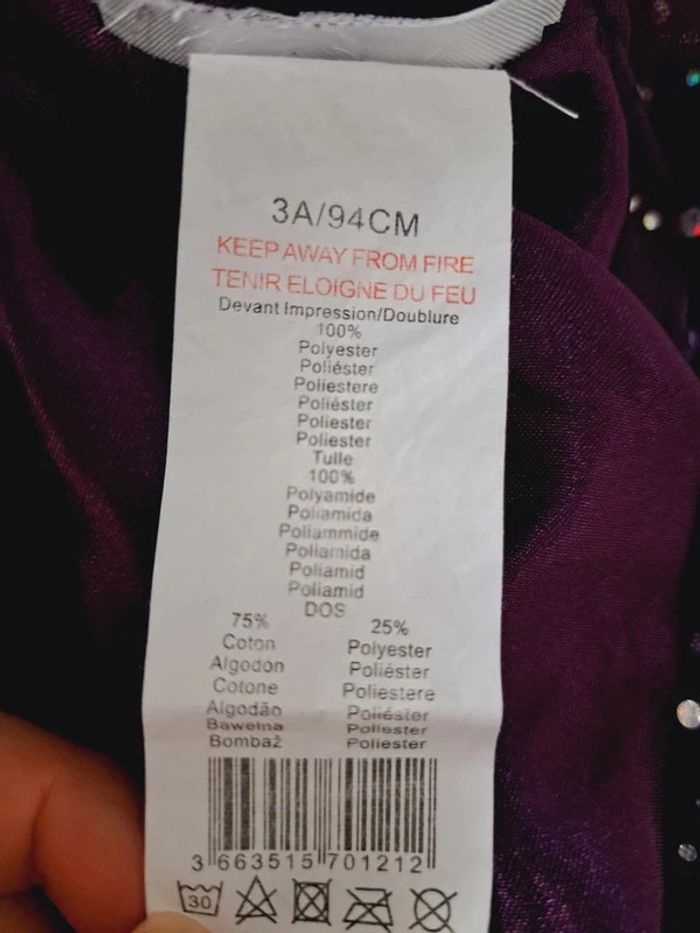 3A/94CM
KEEP AWAY FROM FIRE
TENIR ELOIGNE DU FEU
Devant Impression/Doublure
100%
Polyester
Poliéster
Poliestere
Poliéster
Poliester
Poliester
Tulle
100%
Polyamide
Poliamida
Poliammide
Poliamida
Poliamid
Poliamid
DOS
75%
Coton
Algodón
Cotone
Algodão
Bawełna
Bombaž
25%
Polyester
Poliéster
Poliestere
Poliéster
Poliester
Poliester
3 663515 701212
30